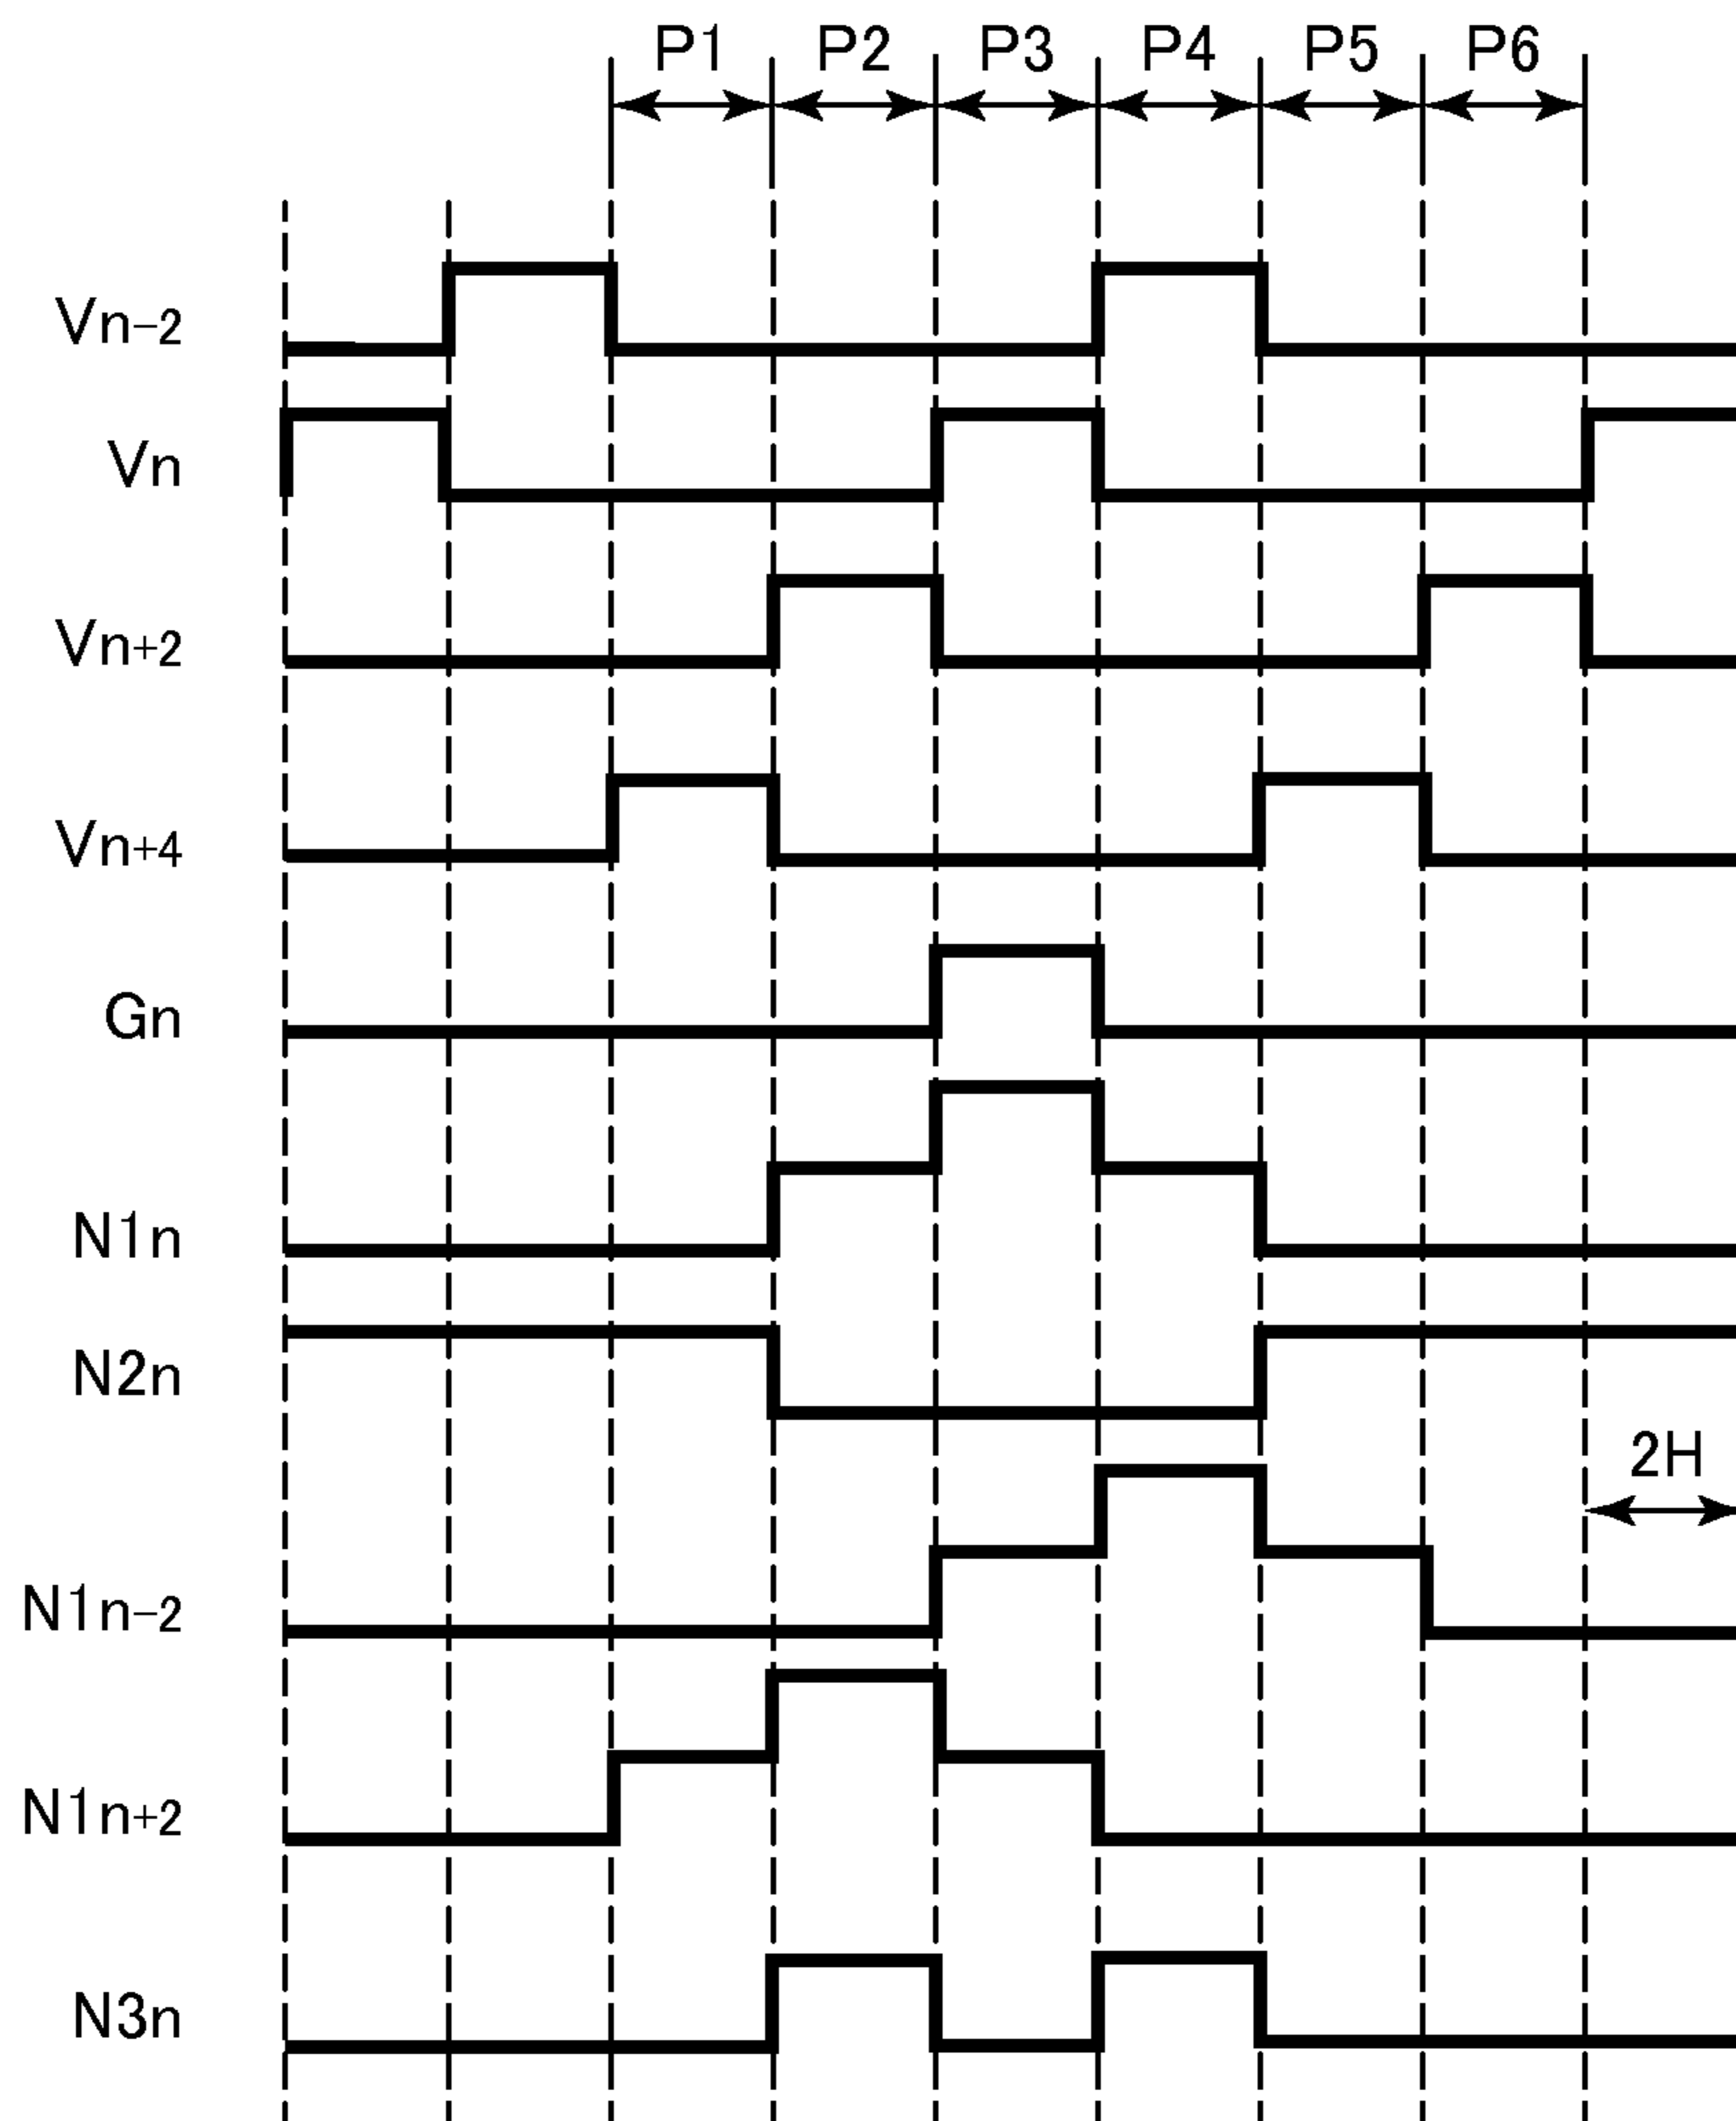 P1 P2 P3 P4 P5 P6
Vn-2
Vn
Vn+2
Vn+4
Gn
N1n
N2n
2H
N1n-2
N1n+2
N3n